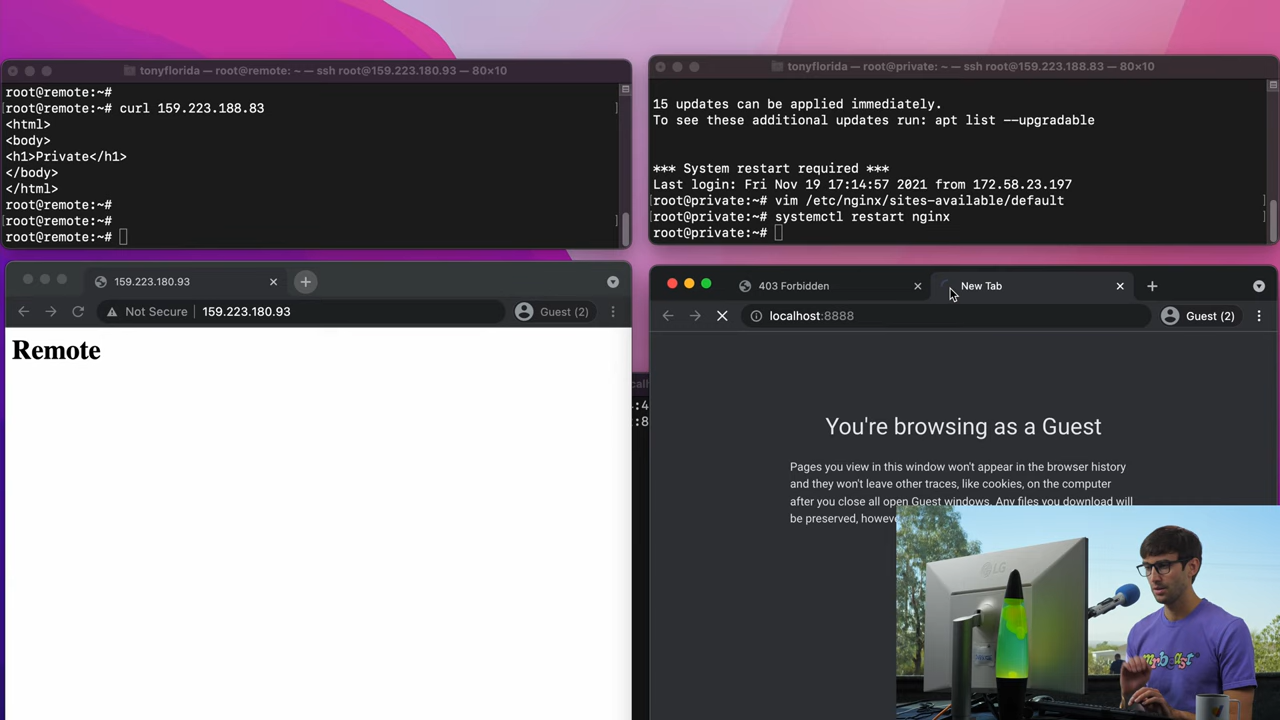 tonyflorida — root@remote: ~ — ssh root@159.223.180.93 — 80×10
root@remote:~#
root@remote:~# curl 159.223.188.83
<html>
<body>
<h1>Private</h1>
</body>
</html>
root@remote:~#
root@remote:~#
root@remote:~#
tonyflorida — root@private: ~ — ssh root@159.223.188.83 — 80×10
15 updates can be applied immediately.
To see these additional updates run: apt list --upgradable
*** System restart required ***
Last login: Fri Nov 19 17:14:57 2021 from 172.58.23.197
root@private:~# vim /etc/nginx/sites-available/default
root@private:~# systemctl restart nginx
root@private:~#
159.223.180.93
Not Secure
159.223.180.93
Guest (2)
Remote
403 Forbidden
New Tab
localhost:8888
Guest (2)
You're browsing as a Guest
Pages you view in this window won't appear in the browser history
and they won't leave other traces, like cookies, on the computer
after you close all open Guest windows. Any files you download will
be preserved,
LG